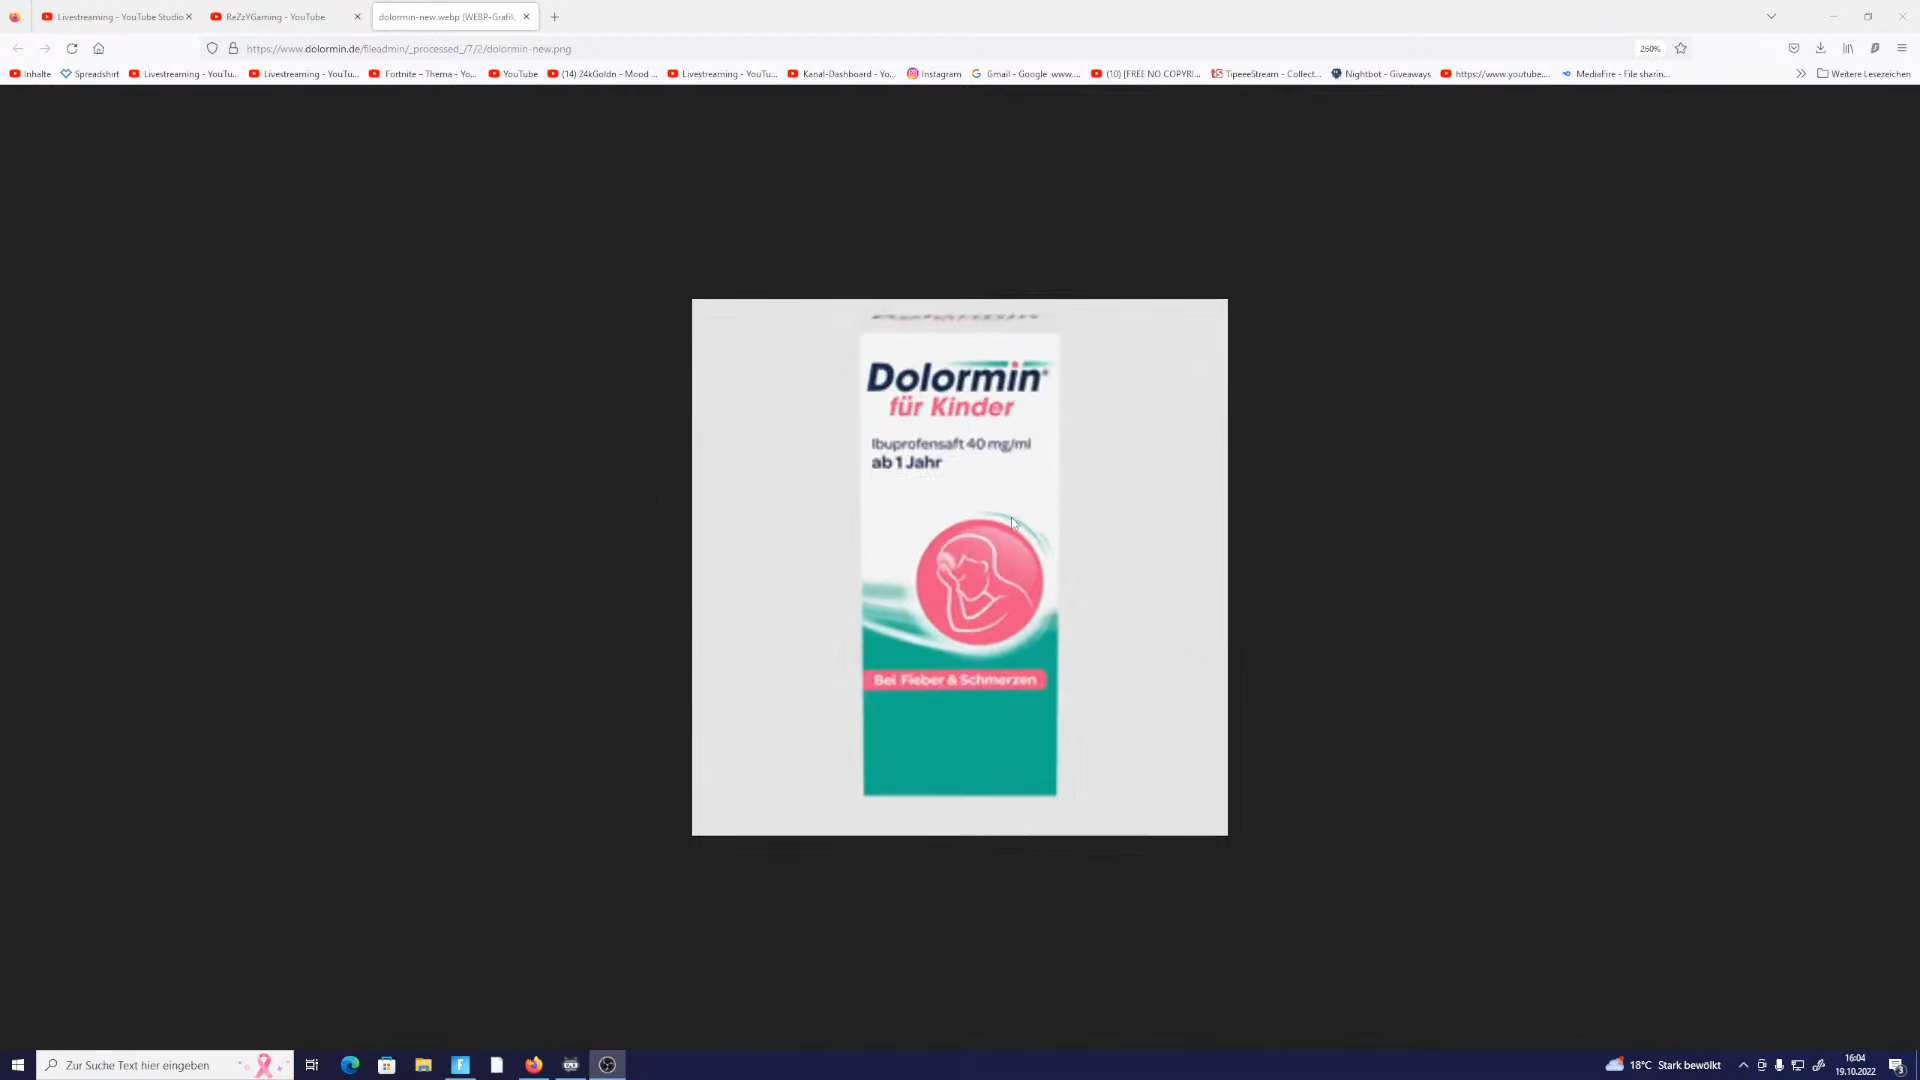 Livestreaming - YouTube Studio
ReZzYGaming - YouTube
dolormin-new.webp (WEBP-Grafik,
https://www.dolormin.de/fileadmin/_processed_/7/2/dolormin-new.png
260%
Inhalte
Spreadshirt
Livestreaming - YouTu...
Livestreaming - YouTu...
Fortnite – Thema - Yo...
YouTube
(14) 24kGoldn - Mood ...
Livestreaming - YouTu...
Kanal-Dashboard - Yo...
Instagram
Gmail - Google www....
(10) [FREE NO COPYRI...
TipeeeStream - Collect...
Nightbot - Giveaways
https://www.youtube....
MediaFire - File sharin...
Weitere Lesezeichen
Dolormin®
für Kinder
Ibuprofensaft 40 mg/ml
ab 1 Jahr
Bei Fieber & Schmerzen
Zur Suche Text hier eingeben
18°C Stark bewölkt
16:04
19.10.2022
3